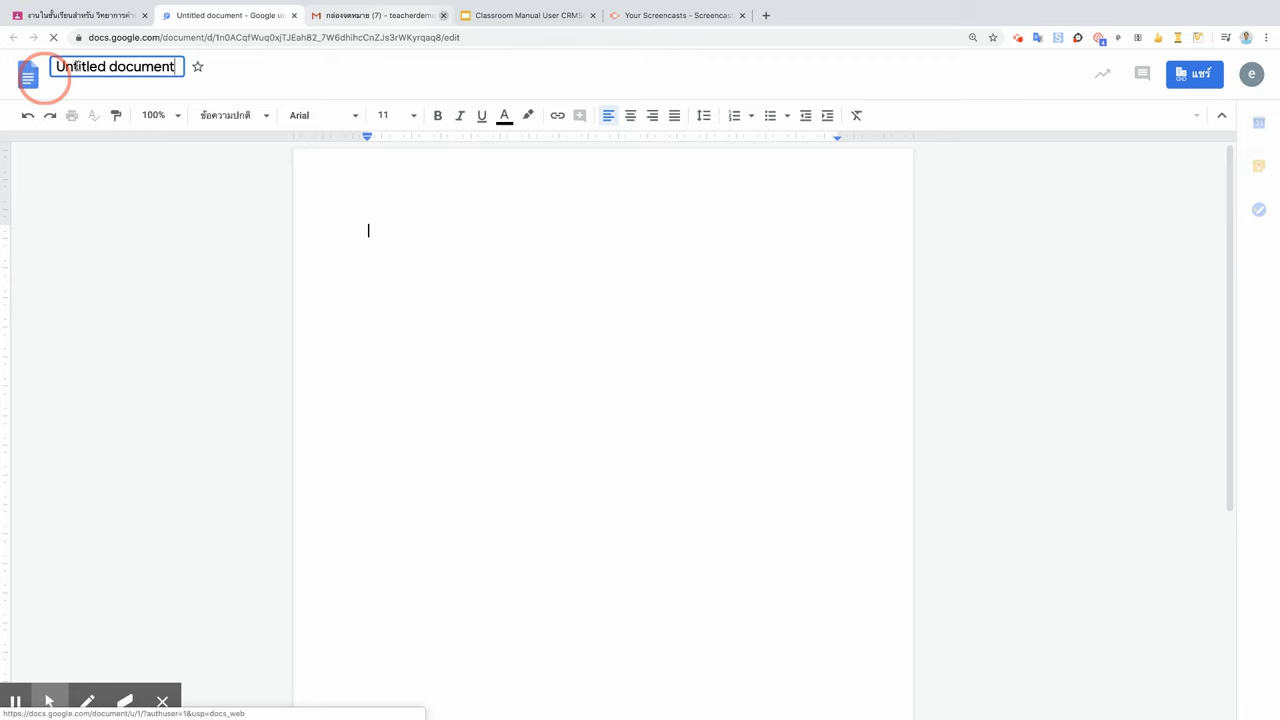 งานในชั้นเรียนสำหรับ วิทยาการคำน
Untitled document - Google เอ
กล่องจดหมาย (7) - teacherdem
Classroom Manual User CRMS
Your Screencasts - Screencast
docs.google.com/document/d/1n0ACqfWuq0xjTJEah82_7W6dhihcCnZJs3rWKyrqaq8/edit
Untitled document
แชร์
e
100%
ข้อความปกติ
Arial
11
B
I
U
A
https://docs.google.com/document/u/1/?authuser=1&usp=docs_web